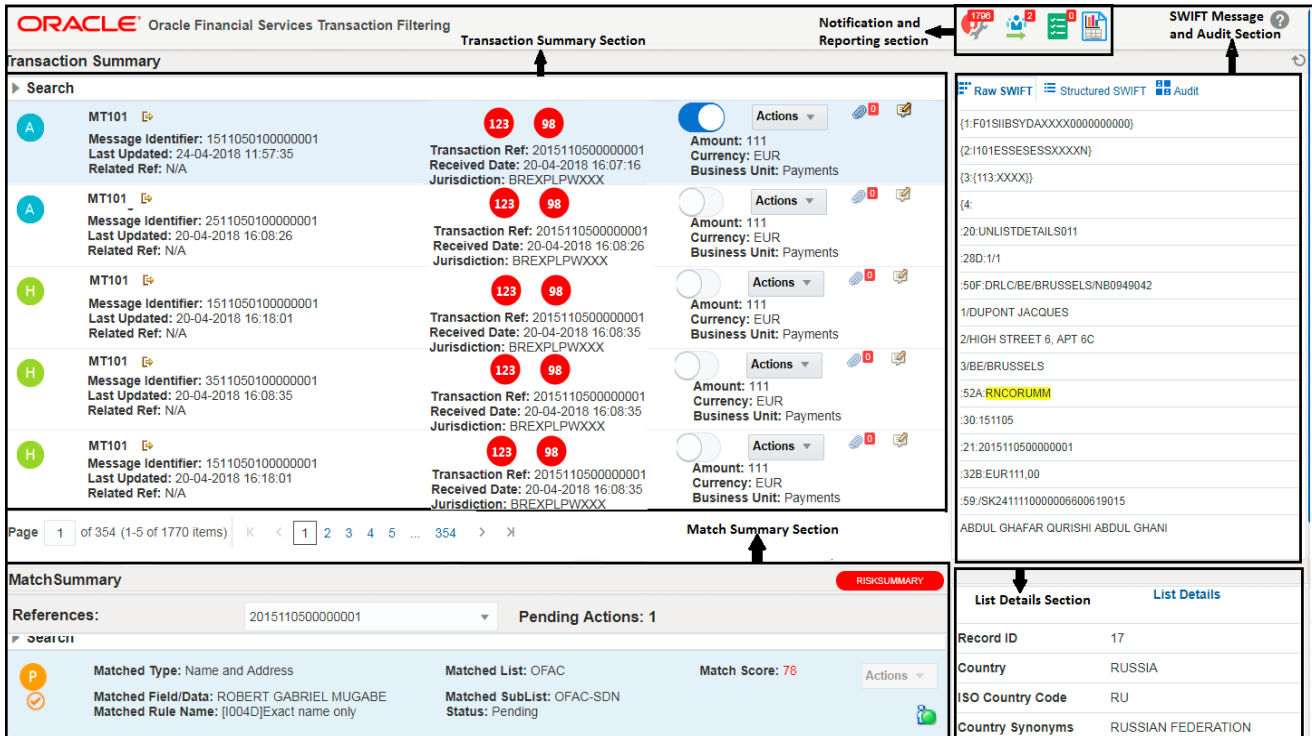 ORACLE® Oracle Financial Services Transaction Filtering
Transaction Summary Section
Notification and
Reporting section
1796 2 0
SWIFT Message
and Audit Section
?
Transaction Summary
Search
A
MT101
Message Identifier: 1511050100000001
Last Updated: 24-04-2018 11:57:35
Related Ref: N/A
123 98
Transaction Ref: 2015110500000001
Received Date: 20-04-2018 16:07:16
Jurisdiction: BREXPLPWXXX
Actions 0
Amount: 111
Currency: EUR
Business Unit: Payments
A
MT101
Message Identifier: 2511050100000001
Last Updated: 20-04-2018 16:08:26
Related Ref: N/A
123 98
Transaction Ref: 2015110500000001
Received Date: 20-04-2018 16:08:26
Jurisdiction: BREXPLPWXXX
Actions 0
Amount: 111
Currency: EUR
Business Unit: Payments
H
MT101
Message Identifier: 1511050100000001
Last Updated: 20-04-2018 16:18:01
Related Ref: N/A
123 98
Transaction Ref: 2015110500000001
Received Date: 20-04-2018 16:08:35
Jurisdiction: BREXPLPWXXX
Actions 0
Amount: 111
Currency: EUR
Business Unit: Payments
H
MT101
Message Identifier: 3511050100000001
Last Updated: 20-04-2018 16:08:35
Related Ref: N/A
123 98
Transaction Ref: 2015110500000001
Received Date: 20-04-2018 16:08:35
Jurisdiction: BREXPLPWXXX
Actions 0
Amount: 111
Currency: EUR
Business Unit: Payments
H
MT101
Message Identifier: 1511050100000001
Last Updated: 20-04-2018 16:18:01
Related Ref: N/A
123 98
Transaction Ref: 2015110500000001
Received Date: 20-04-2018 16:08:35
Jurisdiction: BREXPLPWXXX
Actions 0
Amount: 111
Currency: EUR
Business Unit: Payments
Page 1 of 354 (1-5 of 1770 items) 1 2 3 4 5 ... 354
Raw SWIFT Structured SWIFT Audit
{1:F01SIIBSYDAXXXX0000000000}
{2:I101ESSESESSXXXXN}
{3:{113:XXXX}}
{4:
:20:UNLISTDETAILS011
:28D:1/1
:50F:DRLC/BE/BRUSSELS/NB0949042
1/DUPONT JACQUES
2/HIGH STREET 6, APT 6C
3/BE/BRUSSELS
:52A:RNCORUMM
:30:151105
:21:2015110500000001
:32B:EUR111,00
:59:/SK2411110000006600619015
ABDUL GHAFAR QURISHI ABDUL GHANI
Match Summary Section
MatchSummary
RISKSUMMARY
References: 2015110500000001 Pending Actions: 1
Search
P
Matched Type: Name and Address
Matched Field/Data: ROBERT GABRIEL MUGABE
Matched Rule Name: [I004D]Exact name only
Matched List: OFAC
Matched SubList: OFAC-SDN
Status: Pending
Match Score: 78
Actions
List Details Section
List Details
Record ID 17
Country RUSSIA
ISO Country Code RU
Country Synonyms RUSSIAN FEDERATION